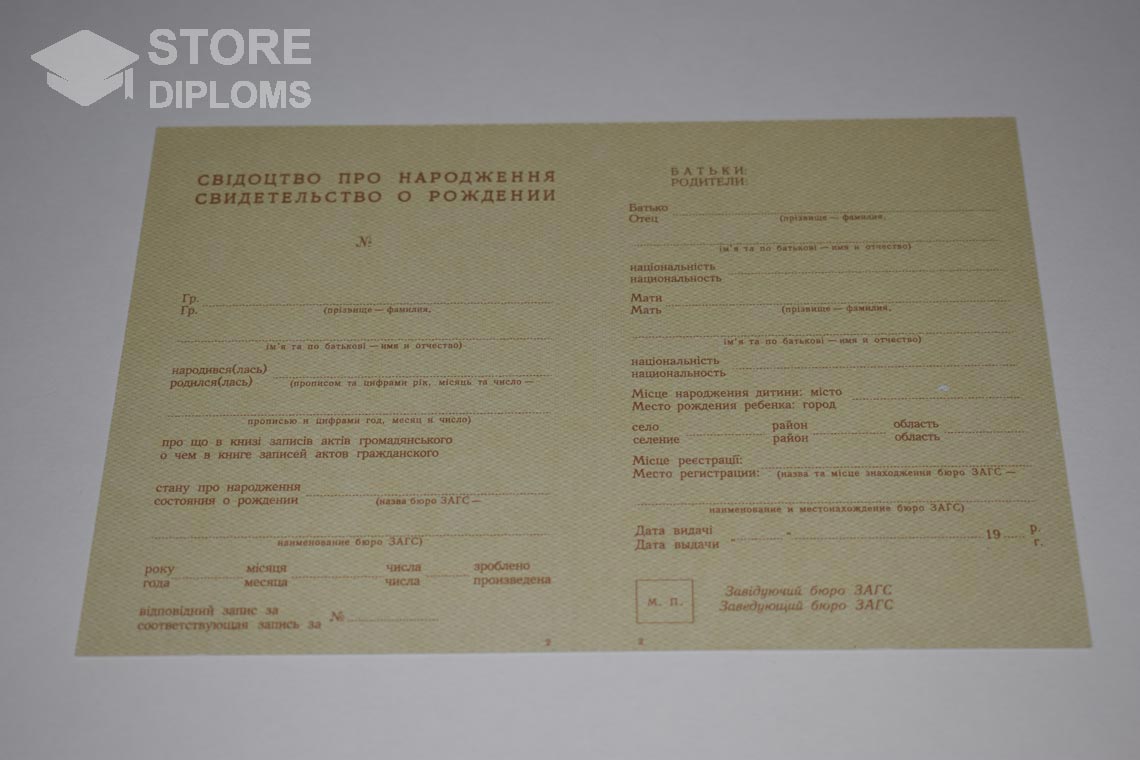 STORE
DIPLOMS
СВІДОЦТВО ПРО НАРОДЖЕННЯ
СВИДЕТЕЛЬСТВО О РОЖДЕНИИ
№
Гр.
Гр.
(прізвище — фамилия,
ім'я та по батькові — имя и отчество)
народився(лась)
родился(лась)
(прописом та цифрами рік, місяць та число —
прописью и цифрами год, месяц и число)
про що в книзі записів актів громадянського
о чем в книге записей актов гражданского
стану про народження
состояния о рождении
(назва бюро ЗАГС —
наименование бюро ЗАГС)
року місяця числа зроблено
года месяца числа произведена
відповідний запис за
соответствующая запись за №
2
БАТЬКИ:
РОДИТЕЛИ:
Батько
Отец
(прізвище — фамилия,
ім'я та по батькові — имя и отчество)
національність
национальность
Мати
Мать
(прізвище — фамилия,
ім'я та по батькові — имя и отчество)
національність
национальность
Місце народження дитини: місто
Место рождения ребенка: город
село район область
селение район область
Місце реєстрації:
Место регистрации: (назва та місце знаходження бюро ЗАГС —
наименование и местонахождение бюро ЗАГС)
Дата видачі
Дата выдачи „ “ 19 р.
г.
М. П.
Завідуючий бюро ЗАГС
Заведующий бюро ЗАГС
2